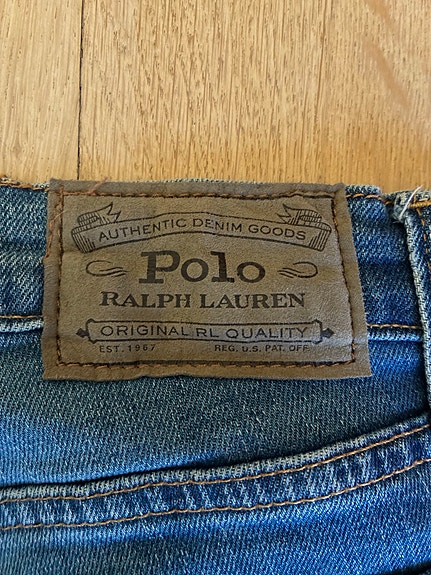 AUTHENTIC DENIM GOODS
Polo
RALPH LAUREN
ORIGINAL RL QUALITY
EST. 1967 REG. U.S. PAT. OFF.